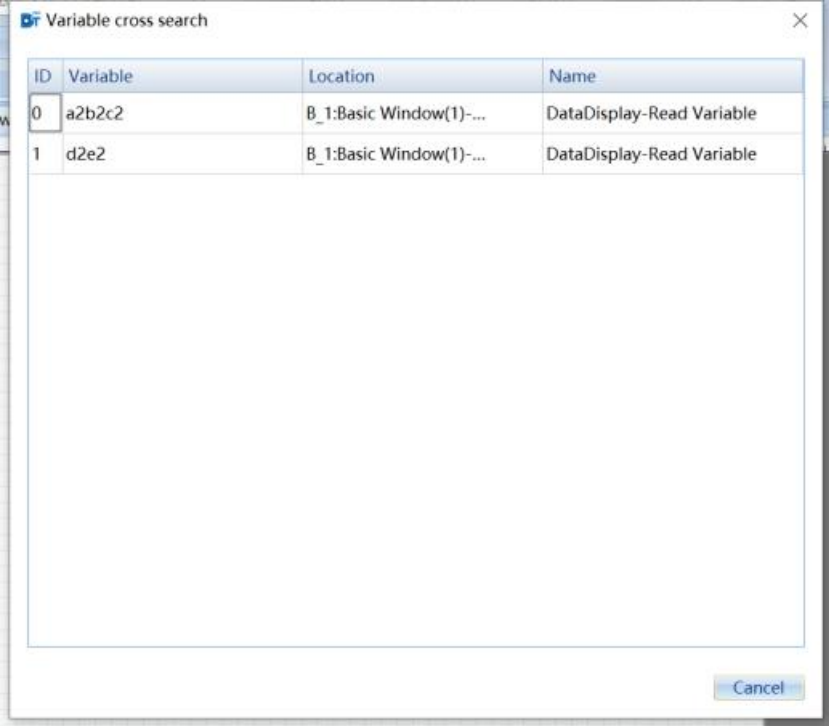 Variable cross search
ID Variable Location Name
0 a2b2c2 B_1:Basic Window(1)-... DataDisplay-Read Variable
1 d2e2 B_1:Basic Window(1)-... DataDisplay-Read Variable
Cancel